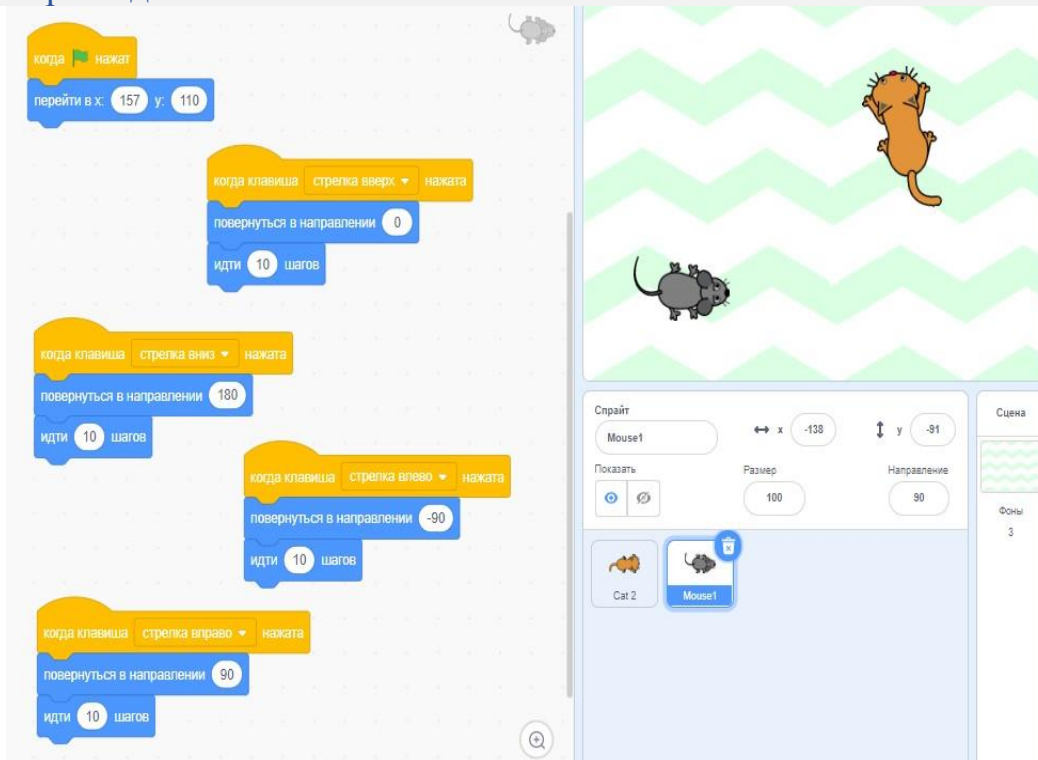 когда нажат
перейти в x: 157 y: 110
когда клавиша стрелка вверх нажата
повернуться в направлении 0
идти 10 шагов
когда клавиша стрелка вниз нажата
повернуться в направлении 180
идти 10 шагов
когда клавиша стрелка влево нажата
повернуться в направлении -90
идти 10 шагов
когда клавиша стрелка вправо нажата
повернуться в направлении 90
идти 10 шагов
Спрайт
Mouse1
x -138
y -91
Показать
Размер
100
Направление
90
Cat 2
Mouse1
Сцена
Фоны
3